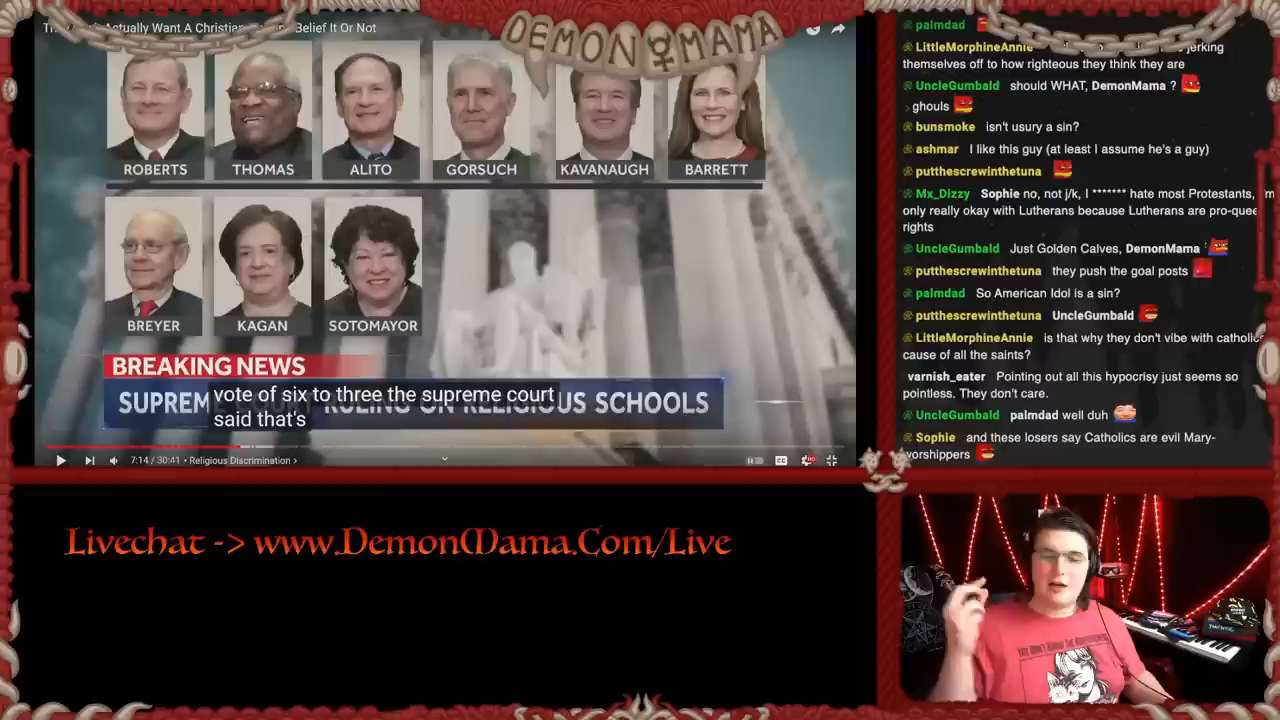 Actually Want A Christian
Belief It Or Not
DEMON MAMA
ROBERTS
THOMAS
ALITO
GORSUCH
KAVANAUGH
BARRETT
BREYER
KAGAN
SOTOMAYOR
BREAKING NEWS
SUPREM RULING ON RELIGIOUS SCHOOLS
vote of six to three the supreme court
said that's
7:14 / 30:41 • Religious Discrimination ›
Livechat -> www.DemonMama.Com/Live
palmdad
LittleMorphineAnnie jerking
themselves off to how righteous they think they
are
UncleGumbald should WHAT, DemonMama ?
ghouls
bunsmoke isn't usury a sin?
ashmar I like this guy (at least I assume he's a guy)
putthescrewinthetuna
Mx_Dizzy Sophie no, not j/k, I ******* hate most Protestants,
only really okay with Lutherans because Lutherans are pro-quee
rights
UncleGumbald Just Golden Calves, DemonMama
putthescrewinthetuna they push the goal posts
palmdad So American Idol is a sin?
putthescrewinthetuna UncleGumbald
LittleMorphineAnnie is that why they don't vibe with catholic
cause of all the saints?
varnish_eater Pointing out all this hypocrisy just seems so
pointless. They don't care.
UncleGumbald palmdad well duh
Sophie and these losers say Catholics are evil Mary-
worshippers